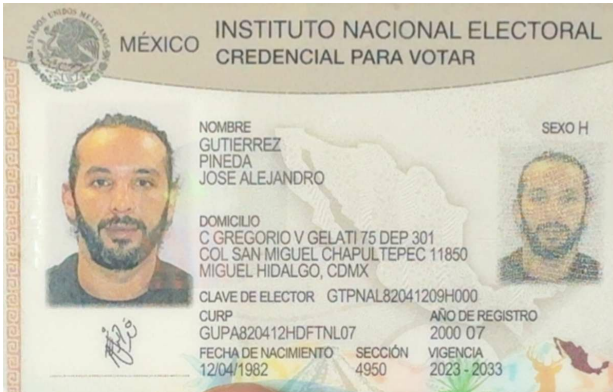 MÉXICO
INSTITUTO NACIONAL ELECTORAL
CREDENCIAL PARA VOTAR
NOMBRE
SEXO H
GUTIERREZ
PINEDA
JOSE ALEJANDRO
DOMICILIO
C GREGORIO V GELATI 75 DEP 301
COL SAN MIGUEL CHAPULTEPEC 11850
MIGUEL HIDALGO, CDMX
CLAVE DE ELECTOR GTPNAL82041209H000
CURP
GUPA820412HDFTNL07
AÑO DE REGISTRO
2000 07
FECHA DE NACIMIENTO
12/04/1982
SECCIÓN
4950
VIGENCIA
2023 - 2033